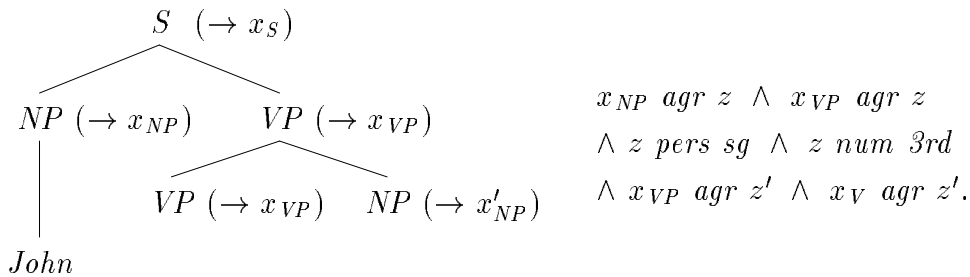 S (→ x_S)
NP (→ x_NP) VP (→ x_VP)
x_NP agr z ∧ x_VP agr z
∧ z pers sg ∧ z num 3rd
VP (→ x_VP) NP (→ x′_NP)
∧ x_VP agr z′ ∧ x_V agr z′.
John